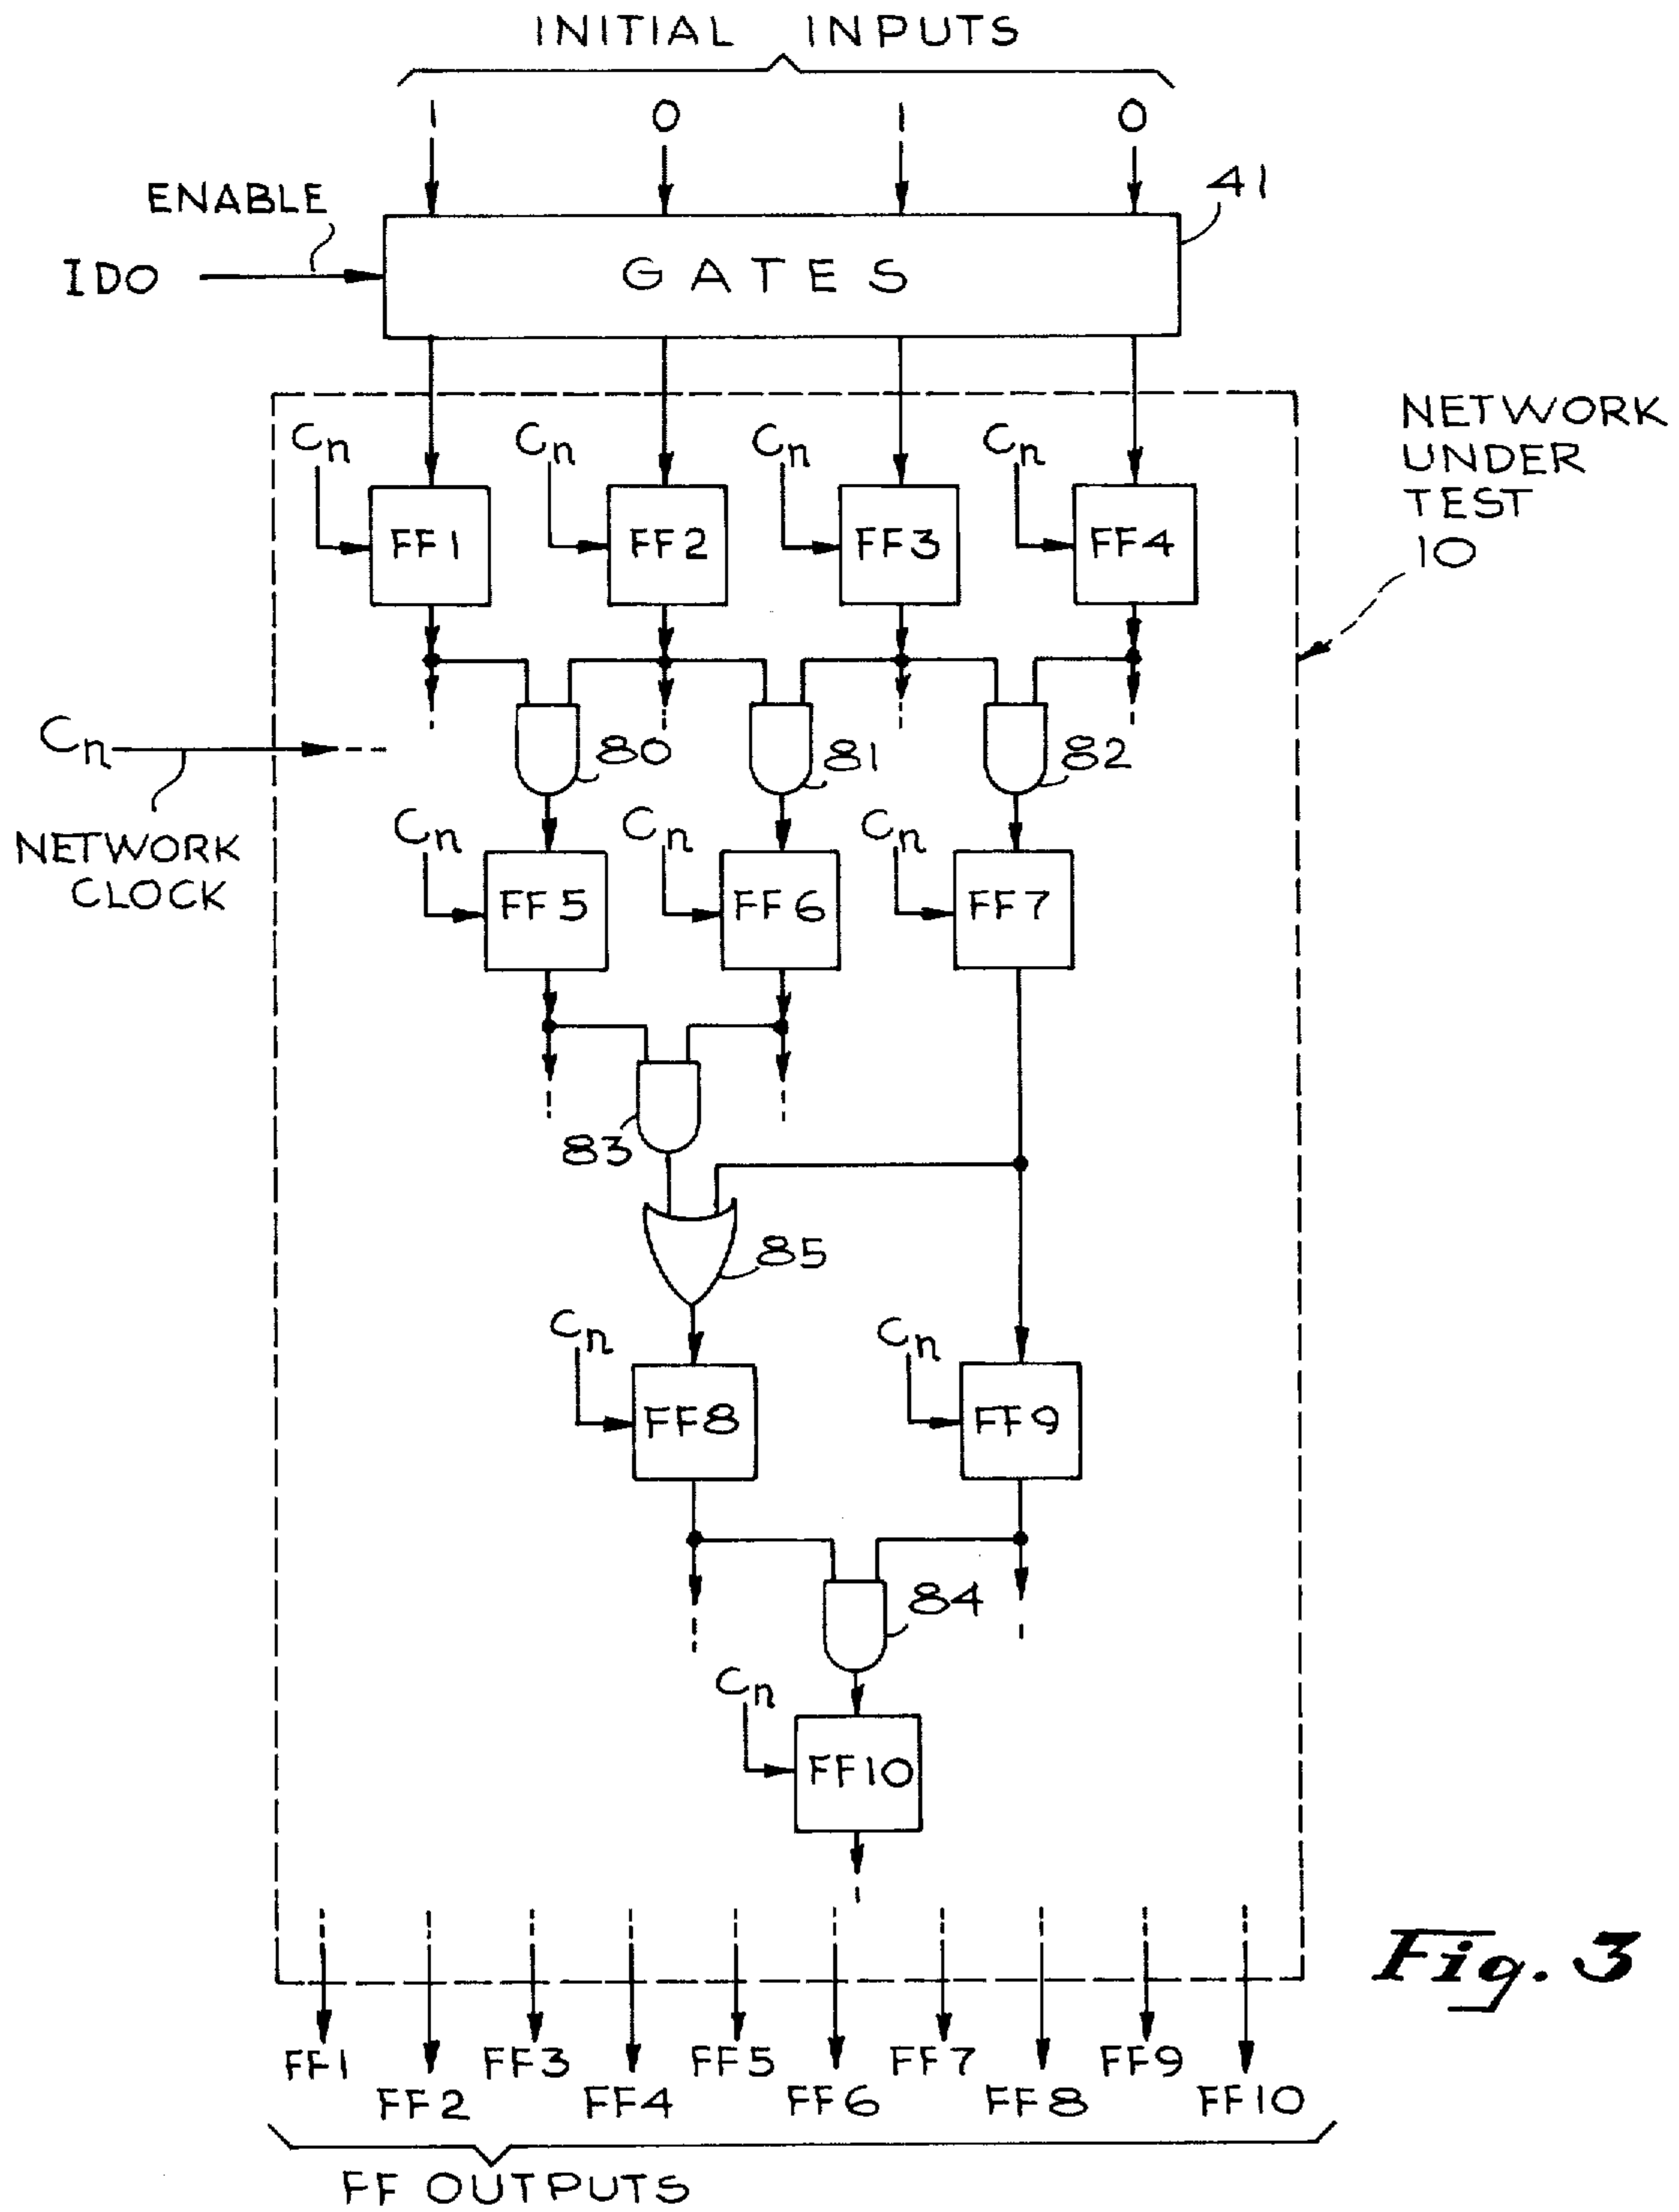 INITIAL INPUTS
1 0 1 0
ENABLE
41
IDO
GATES
NETWORK
UNDER
TEST
10
Cn Cn Cn Cn
FF1 FF2 FF3 FF4
Cn
80 81 82
NETWORK
CLOCK
Cn Cn Cn
FF5 FF6 FF7
83
85
Cn Cn
FF8 FF9
84
Cn
FF10
Fig. 3
FF1 FF3 FF5 FF7 FF9
FF2 FF4 FF6 FF8 FF10
FF OUTPUTS